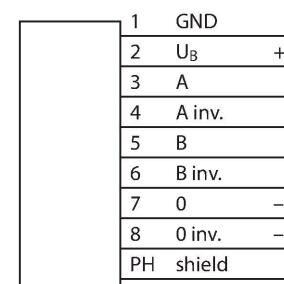 1 GND
2 UB +
3 A
4 A inv.
5 B
6 B inv.
7 0 –
8 0 inv. –
PH shield